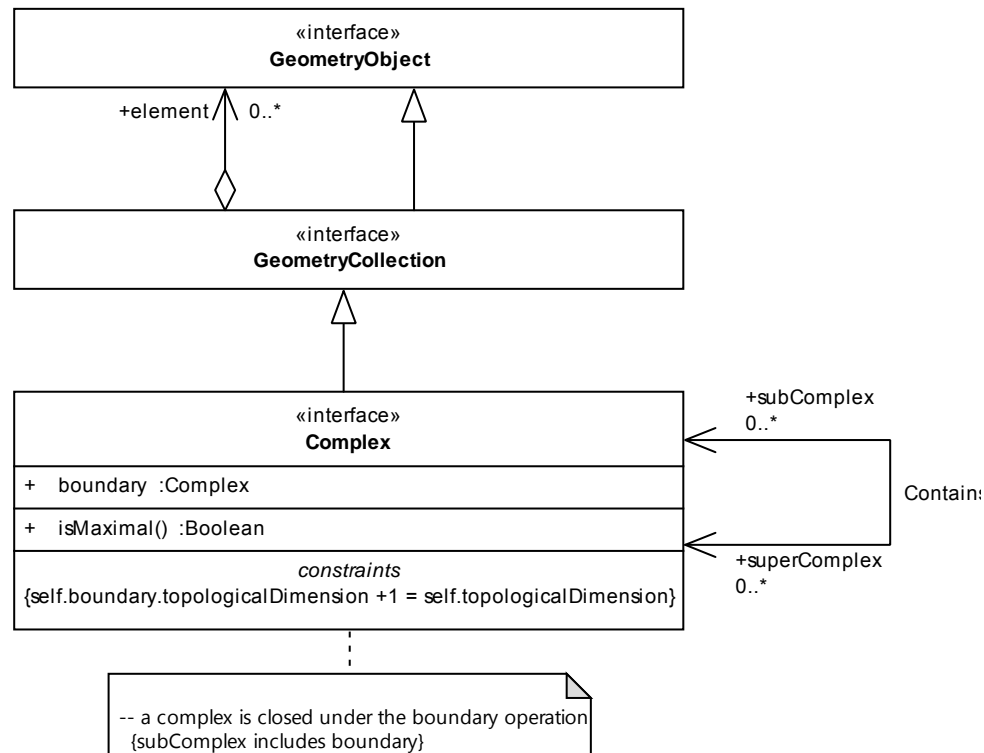 «interface»
GeometryObject
+element 0..*
«interface»
GeometryCollection
«interface»
Complex
+ boundary :Complex
+ isMaximal() :Boolean
constraints
{self.boundary.topologicalDimension +1 = self.topologicalDimension}
+subComplex
0..*
Contains
+superComplex
0..*
-- a complex is closed under the boundary operation
{subComplex includes boundary}